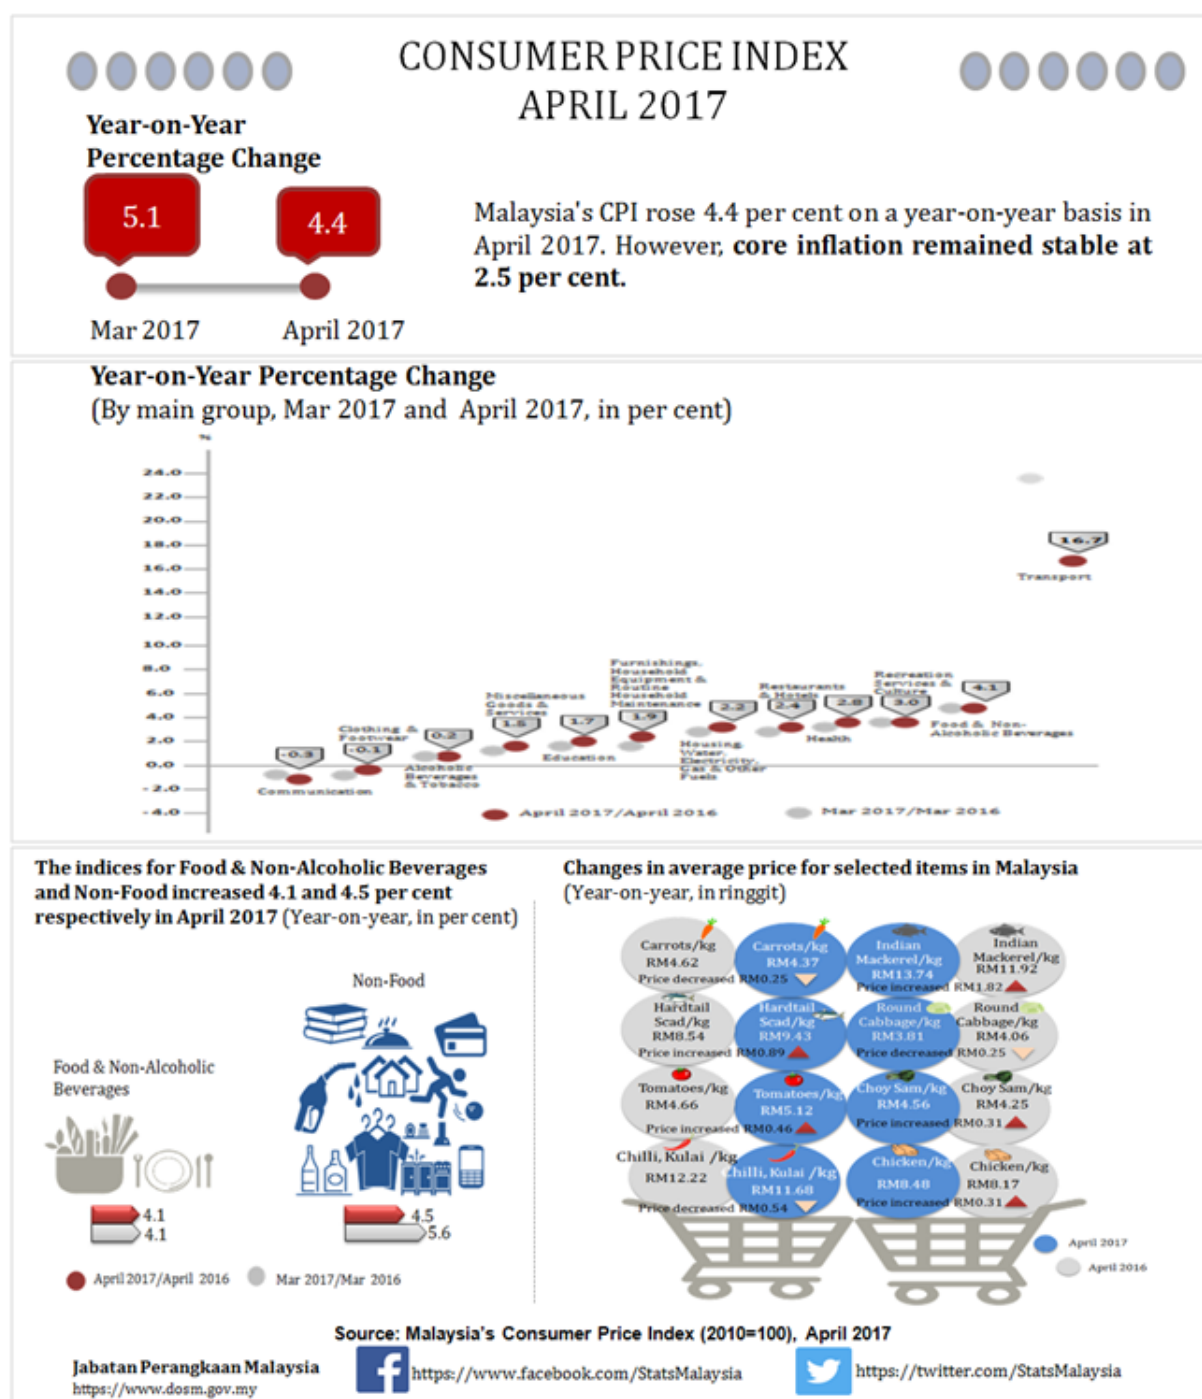 CONSUMER PRICE INDEX
APRIL 2017
Year-on-Year
Percentage Change
5.1
4.4
Mar 2017
April 2017
Malaysia's CPI rose 4.4 per cent on a year-on-year basis in
April 2017. However, core inflation remained stable at
2.5 per cent.
Year-on-Year Percentage Change
(By main group, Mar 2017 and April 2017, in per cent)
%
24.0
22.0
20.0
18.0
16.0
14.0
12.0
10.0
8.0
6.0
4.0
2.0
0.0
-2.0
-4.0
-0.3
Communication
Clothing &
Footwear
-0.1
0.2
Alcoholic
Beverages
& Tobacco
Miscellaneous
Goods &
Services
1.5
1.7
Education
Furnishings,
Household
Equipment &
Routine
Household
Maintenance
1.9
2.2
Housing,
Water,
Electricity,
Gas & Other
Fuels
Restaurants
& Hotels
2.4
2.8
Health
Recreation
Services &
Culture
3.0
4.1
Food & Non-
Alcoholic Beverages
16.7
Transport
April 2017/April 2016
Mar 2017/Mar 2016
The indices for Food & Non-Alcoholic Beverages
and Non-Food increased 4.1 and 4.5 per cent
respectively in April 2017 (Year-on-year, in per cent)
Non-Food
Food & Non-Alcoholic
Beverages
4.1
4.1
4.5
5.6
April 2017/April 2016
Mar 2017/Mar 2016
Changes in average price for selected items in Malaysia
(Year-on-year, in ringgit)
Carrots/kg
RM4.62
Carrots/kg
RM4.37
Price decreased RM0.25
Indian
Mackerel/kg
RM13.74
Indian
Mackerel/kg
RM11.92
Price increased RM1.82
Hardtail
Scad/kg
RM8.54
Hardtail
Scad/kg
RM9.43
Price increased RM0.89
Round
Cabbage/kg
RM3.81
Round
Cabbage/kg
RM4.06
Price decreased RM0.25
Tomatoes/kg
RM4.66
Tomatoes/kg
RM5.12
Price increased RM0.46
Choy Sam/kg
RM4.56
Choy Sam/kg
RM4.25
Price increased RM0.31
Chilli, Kulai /kg
RM12.22
Chilli, Kulai /kg
RM11.68
Price decreased RM0.54
Chicken/kg
RM8.48
Chicken/kg
RM8.17
Price increased RM0.31
April 2017
April 2016
Source: Malaysia's Consumer Price Index (2010=100), April 2017
Jabatan Perangkaan Malaysia
https://www.dosm.gov.my
https://www.facebook.com/StatsMalaysia
https://twitter.com/StatsMalaysia